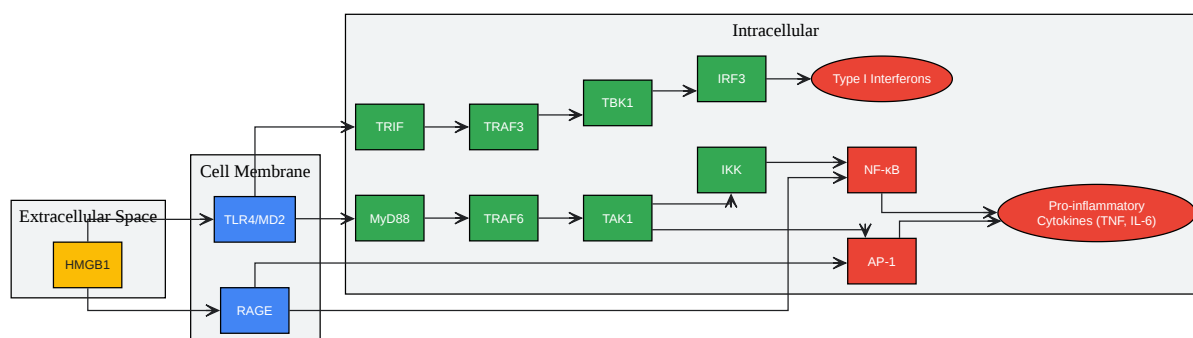 Intracellular
IRF3
Type I Interferons
TBK1
TRIF
TRAF3
Cell Membrane
IKK
NF-κB
Extracellular Space
TLR4/MD2
MyD88
TRAF6
TAK1
Pro-inflammatory
Cytokines (TNF, IL-6)
HMGB1
AP-1
RAGE